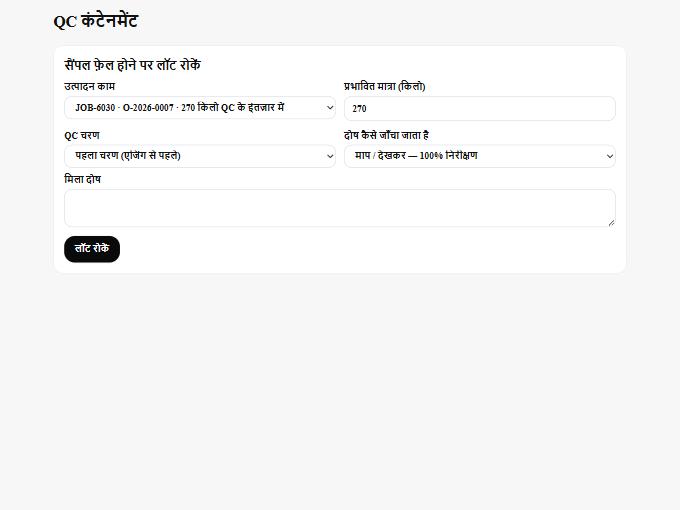 QC कंटेनमेंट
सैंपल फ़ेल होने पर लॉट रोकें
उत्पादन काम
प्रभावित मात्रा (किलो)
JOB-6030 · O-2026-0007 · 270 किलो QC के इंतज़ार में
270
QC चरण
दोष कैसे जाँचा जाता है
पहला चरण (एजिंग से पहले)
माप / देखकर — 100% निरीक्षण
मिला दोष
लॉट रोकें